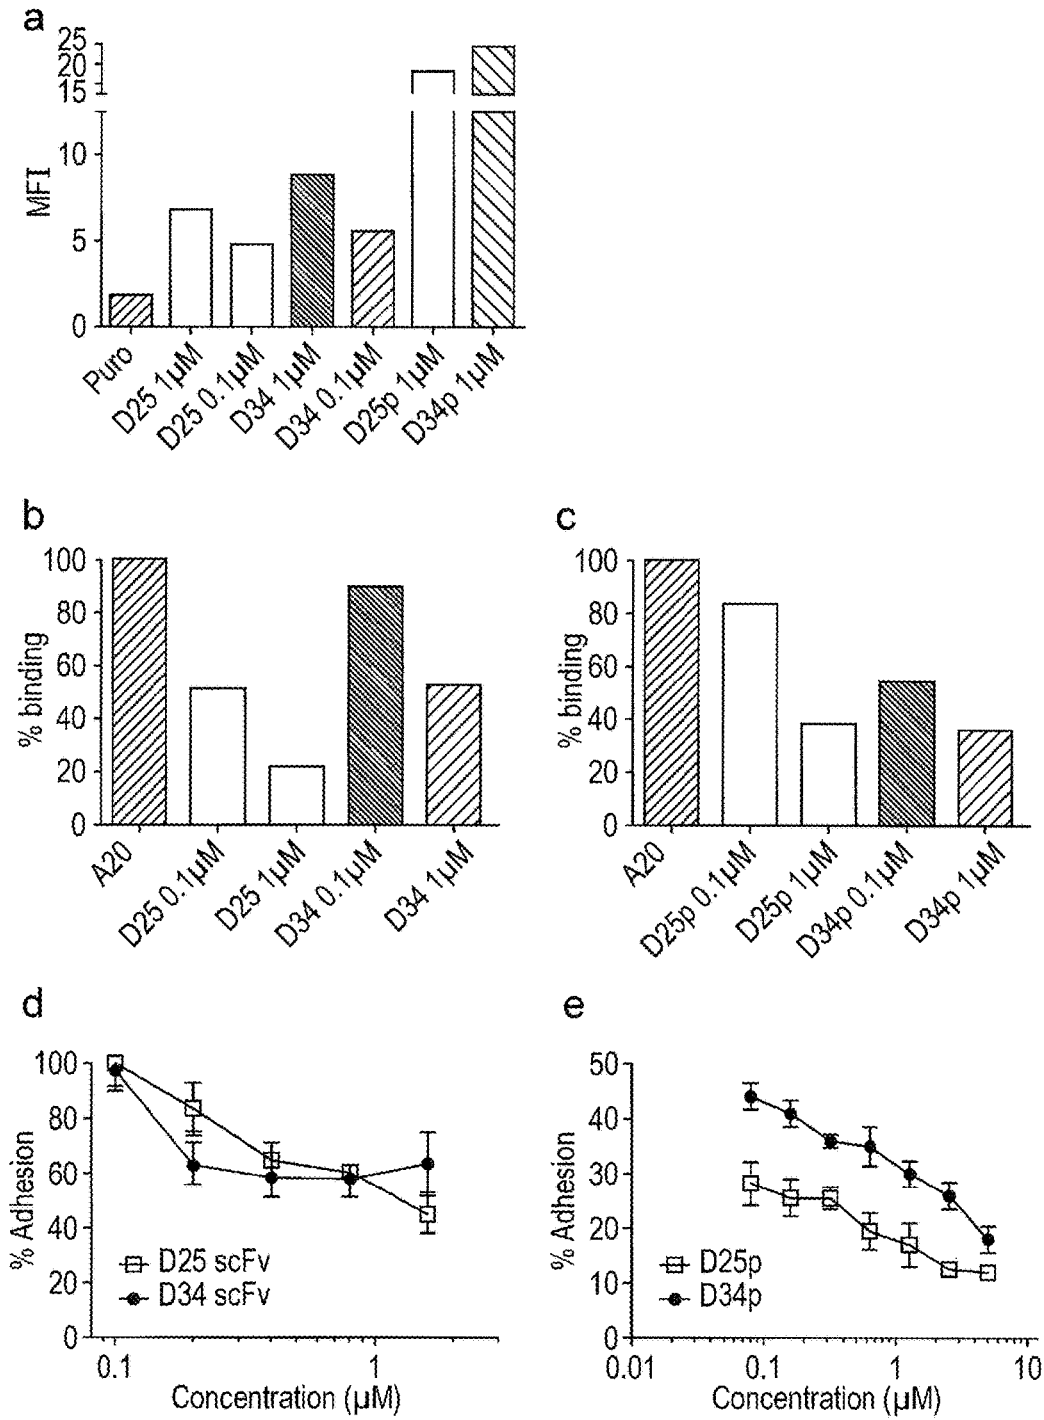 a
25
20
15
10
5
0
MFI
Puro
D25 1µM
D25 0.1µM
D34 1µM
D34 0.1µM
D25p 1µM
D34p 1µM
b
100
80
60
40
20
0
% binding
A20
D25 0.1µM
D25 1µM
D34 0.1µM
D34 1µM
c
100
80
60
40
20
0
% binding
A20
D25p 0.1µM
D25p 1µM
D34p 0.1µM
D34p 1µM
d
100
80
60
40
20
0
% Adhesion
D25 scFv
D34 scFv
0.1
1
Concentration (µM)
e
50
40
30
20
10
0
% Adhesion
D25p
D34p
0.01
0.1
1
10
Concentration (µM)